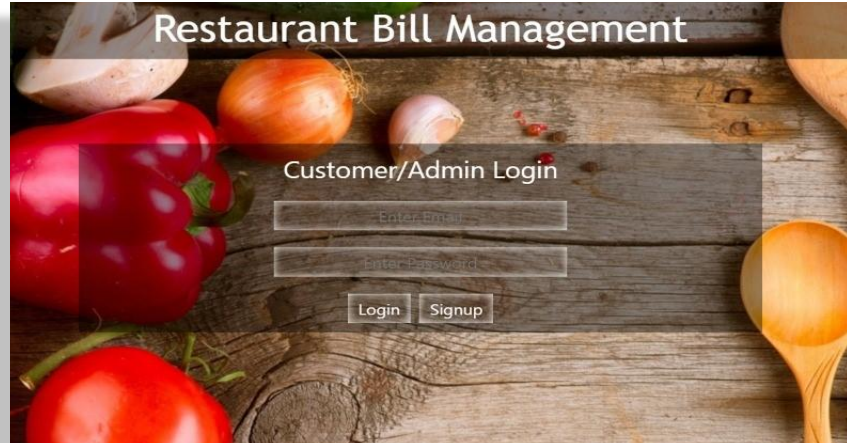 Restaurant Bill Management
Customer/Admin Login
Enter Email
Enter Password
Login Signup